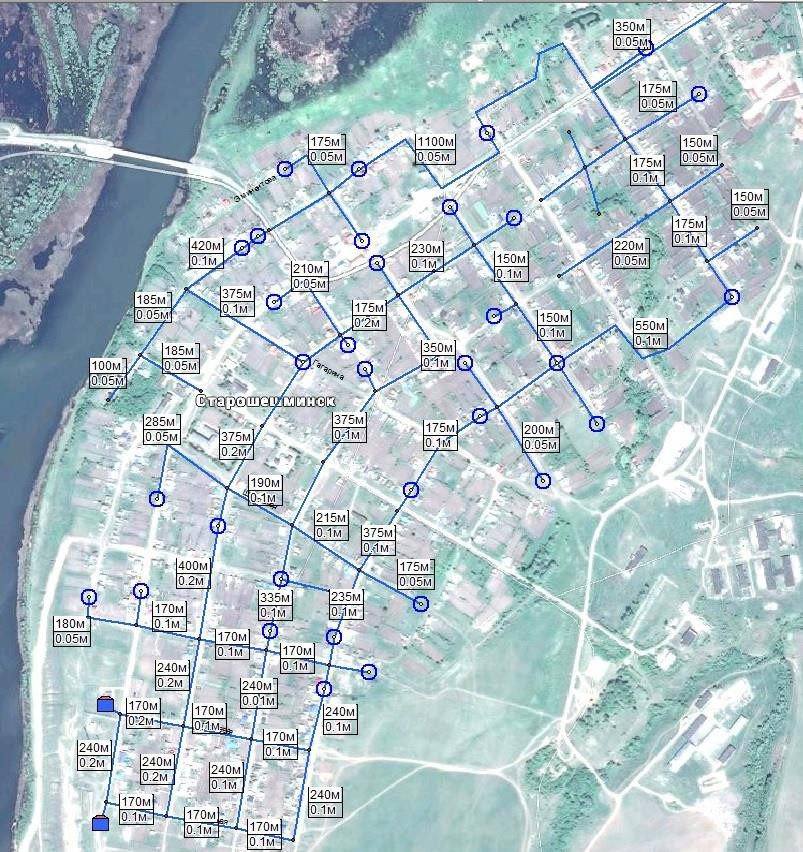 350м
0.05м
175м
0.05м
175м
0.05м
1100м
0.05м
150м
0.05м
175м
0.1м
150м
0.05м
420м
0.1м
230м
0.1м
175м
0.1м
220м
0.05м
150м
0.1м
210м
0.05м
185м
0.05м
375м
0.1м
175м
0.2м
150м
0.1м
550м
0.1м
100м
0.05м
185м
0.05м
350м
0.1м
Гагарина
Старошешминск
285м
0.05м
375м
0.2м
375м
0.1м
175м
0.1м
200м
0.05м
190м
0.1м
215м
0.1м
375м
0.1м
400м
0.2м
175м
0.05м
335м
0.1м
235м
0.1м
180м
0.05м
170м
0.1м
170м
0.1м
170м
0.1м
240м
0.2м
240м
0.01м
170м
0.2м
170м
0.1м
240м
0.1м
170м
0.1м
240м
0.2м
240м
0.2м
240м
0.1м
240м
0.1м
170м
0.1м
170м
0.1м
170м
0.1м